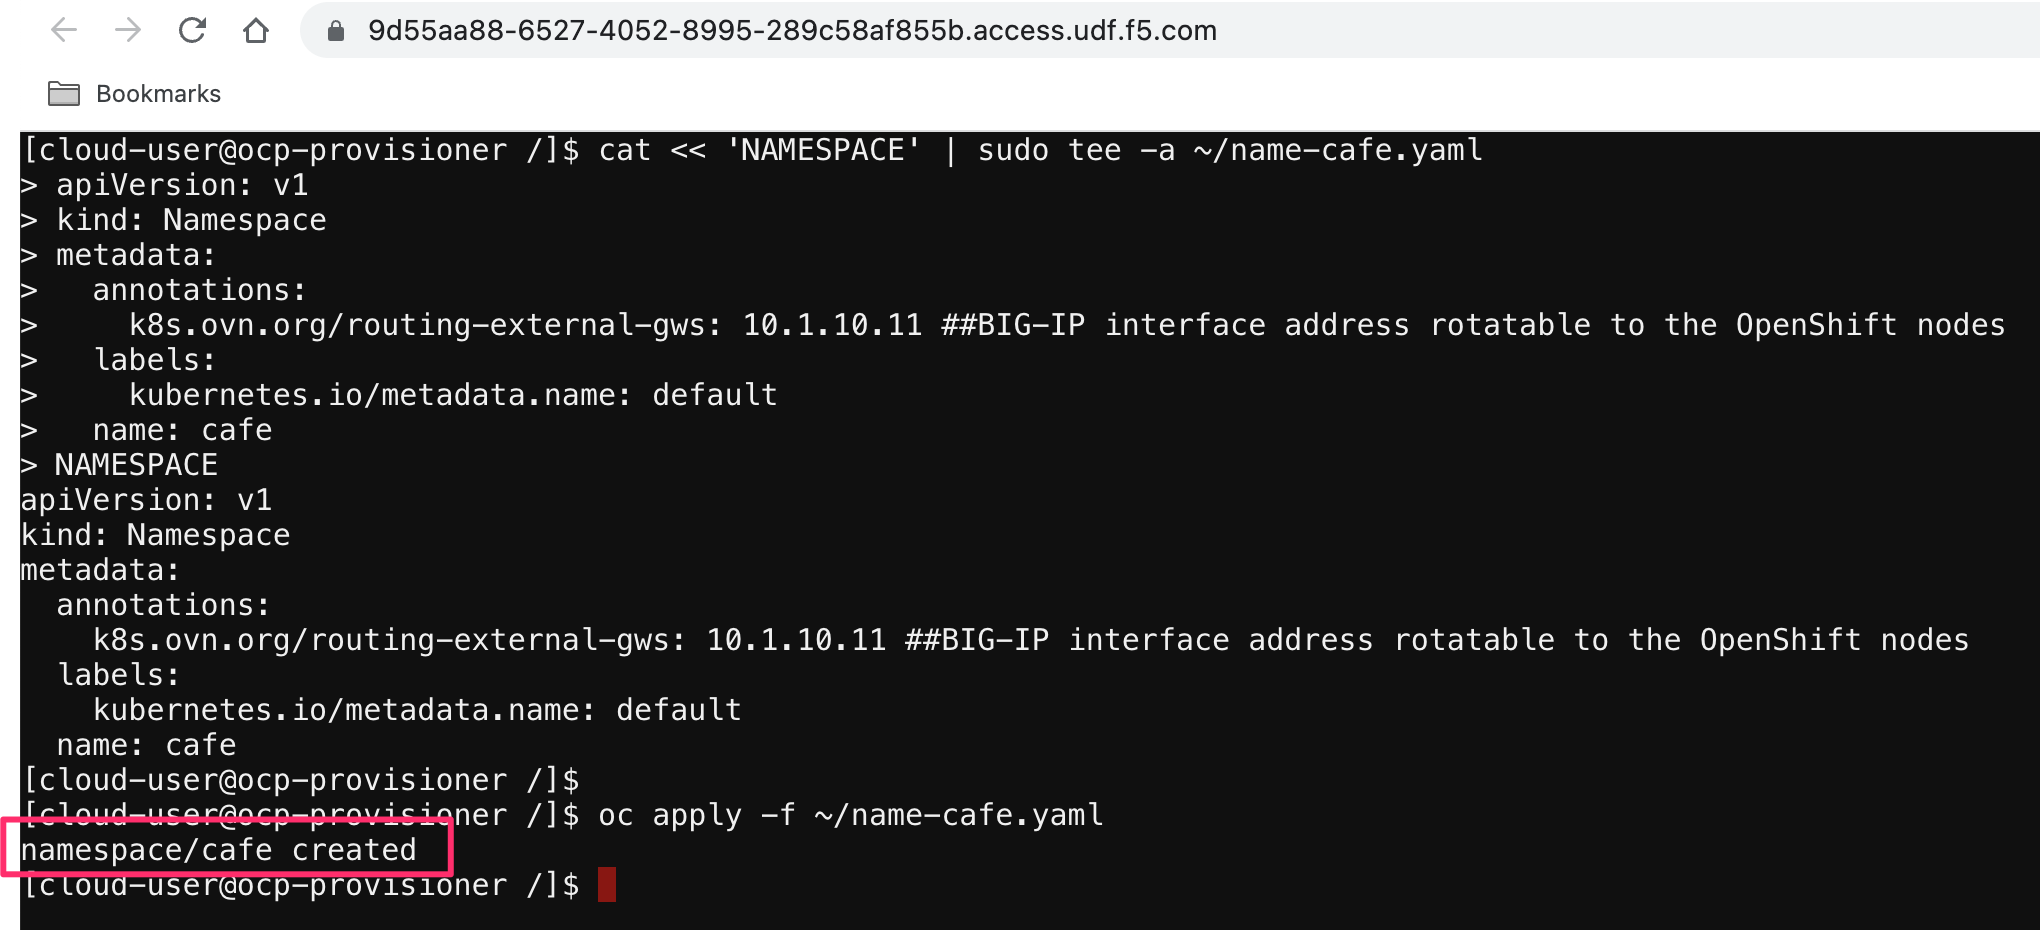 9d55aa88-6527-4052-8995-289c58af855b.access.udf.f5.com
Bookmarks
[cloud-user@ocp-provisioner /]$ cat << 'NAMESPACE' | sudo tee -a ~/name-cafe.yaml
> apiVersion: v1
> kind: Namespace
> metadata:
>   annotations:
>     k8s.ovn.org/routing-external-gws: 10.1.10.11 ##BIG-IP interface address rotatable to the OpenShift nodes
>   labels:
>     kubernetes.io/metadata.name: default
>   name: cafe
> NAMESPACE
apiVersion: v1
kind: Namespace
metadata:
  annotations:
    k8s.ovn.org/routing-external-gws: 10.1.10.11 ##BIG-IP interface address rotatable to the OpenShift nodes
  labels:
    kubernetes.io/metadata.name: default
  name: cafe
[cloud-user@ocp-provisioner /]$
[cloud-user@ocp-provisioner /]$ oc apply -f ~/name-cafe.yaml
namespace/cafe created
[cloud-user@ocp-provisioner /]$